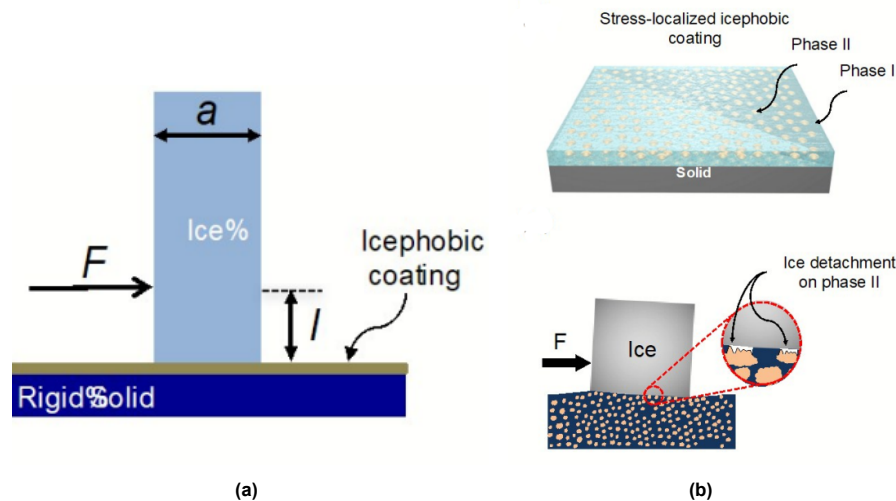 a
Ice%
F
Icephobic
coating
l
Rigid%Solid
(a)
Stress-localized icephobic
coating
Phase II
Phase I
Solid
Ice detachment
on phase II
F
Ice
(b)